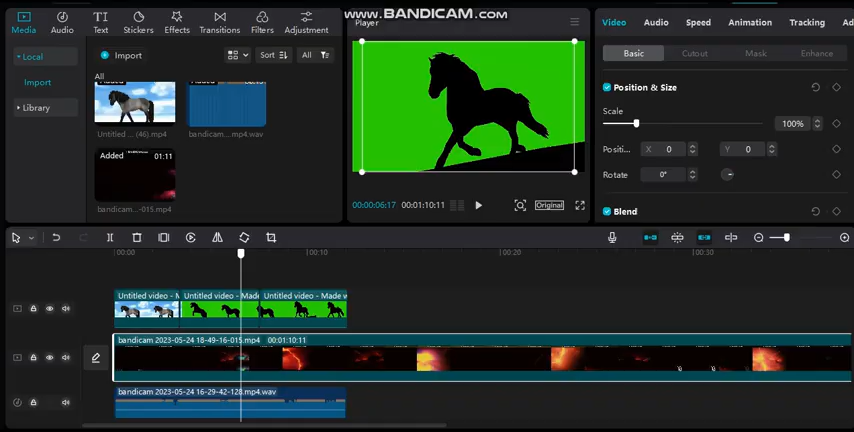 www.BANDICAM.com
Media
Audio
Text
Stickers
Effects
Transitions
Filters
Adjustment
Player
Video
Audio
Speed
Animation
Tracking
Ad
Local
Import
Sort
All
Basic
Cutout
Mask
Enhance
Import
Library
All
Added
Added
Untitled ... (46).mp4
bandicam...mp4.wav
Added
01:11
bandicam...-015.mp4
Position & Size
Scale
100%
Positi...
X
0
Y
0
Rotate
0°
Blend
00:00:06:17
00:01:10:11
Original
00:00
00:10
00:20
00:30
Untitled video - M
Untitled video - Made
Untitled video - Made w
bandicam 2023-05-24 18-49-16-015.mp4
00:01:10:11
bandicam 2023-05-24 16-29-42-128.mp4.wav